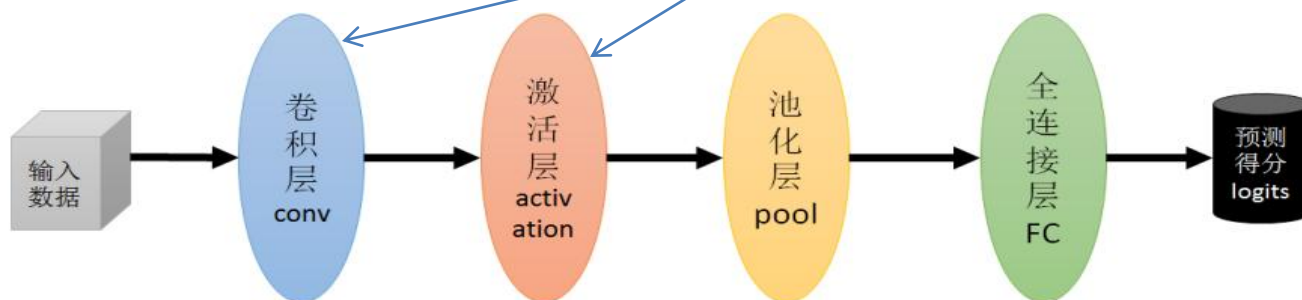 输入
数据
卷
积
层
conv
激
活
层
activ
ation
池
化
层
pool
全
连
接
层
FC
预测
得分
logits